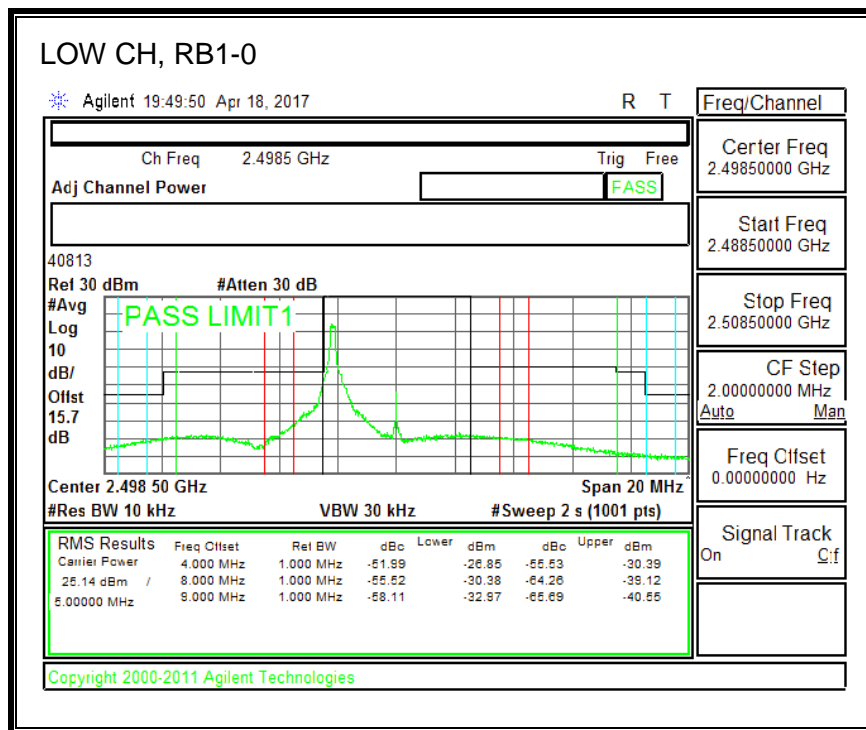 LOW CH, RB1-0
Agilent 19:49:50 Apr 18, 2017 R T
Freq/Channel
Ch Freq 2.4985 GHz Trig Free
Adj Channel Power PASS
Center Freq
2.49850000 GHz
Start Freq
2.48850000 GHz
Stop Freq
2.50850000 GHz
CF Step
2.00000000 MHz
Auto Man
Freq Offset
0.00000000 Hz
Signal Track
On Off
40813
Ref 30 dBm #Atten 30 dB
#Avg
Log
10
dB/
Offst
15.7
dB
PASS LIMIT1
Center 2.498 50 GHz Span 20 MHz
#Res BW 10 kHz VBW 30 kHz #Sweep 2 s (1001 pts)
RMS Results Freq Offset Ref BW dBc Lower dBm dBc Upper dBm
Carrier Power 4.000 MHz 1.000 MHz -51.99 -26.85 -55.53 -30.39
25.14 dBm / 8.000 MHz 1.000 MHz -55.52 -30.38 -64.26 -39.12
5.00000 MHz 9.000 MHz 1.000 MHz -58.11 -32.97 -65.69 -40.55
Copyright 2000-2011 Agilent Technologies